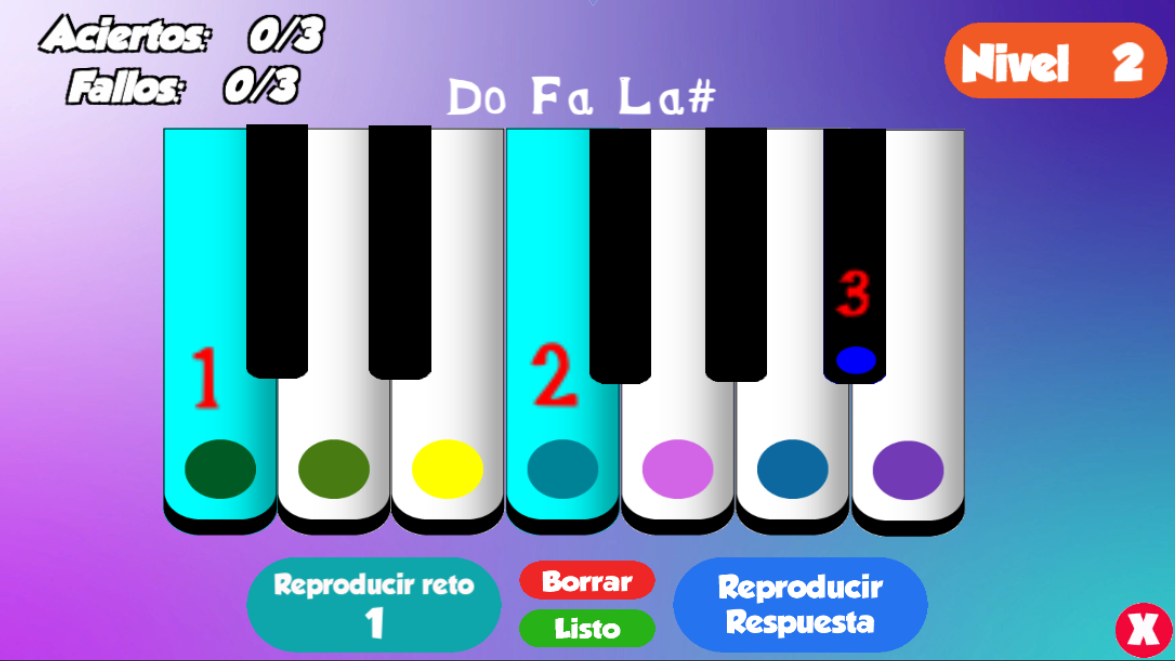 Aciertos: 0/3
Fallos: 0/3
Nivel 2
Do Fa La#
1
2
3
Reproducir reto
1
Borrar
Listo
Reproducir
Respuesta
X